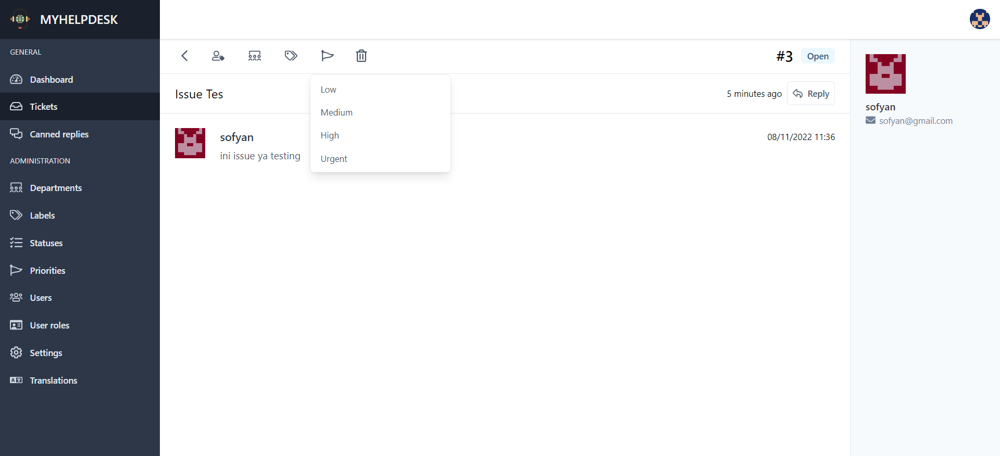 MYHELPDESK
GENERAL
Dashboard
Tickets
Canned replies
ADMINISTRATION
Departments
Labels
Statuses
Priorities
Users
User roles
Settings
Translations
#3 Open
Issue Tes
5 minutes ago Reply
Low
Medium
High
Urgent
sofyan
08/11/2022 11:36
ini issue ya testing
sofyan
sofyan@gmail.com